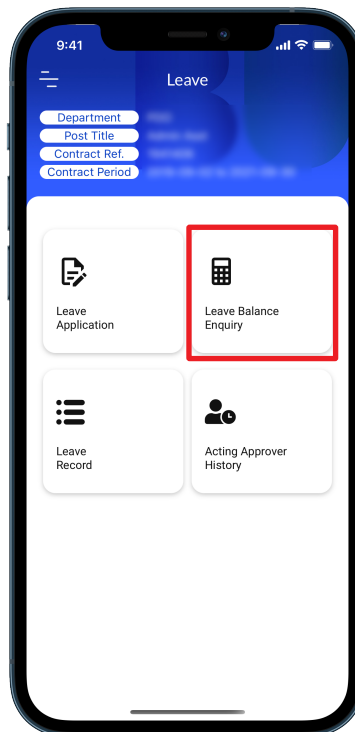 9:41
Leave
Department
Post Title
Contract Ref.
Contract Period
Leave
Application
Leave Balance
Enquiry
Leave
Record
Acting Approver
History